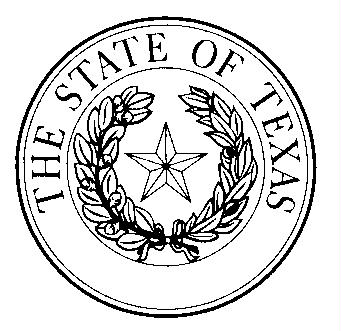 THE STATE OF TEXAS